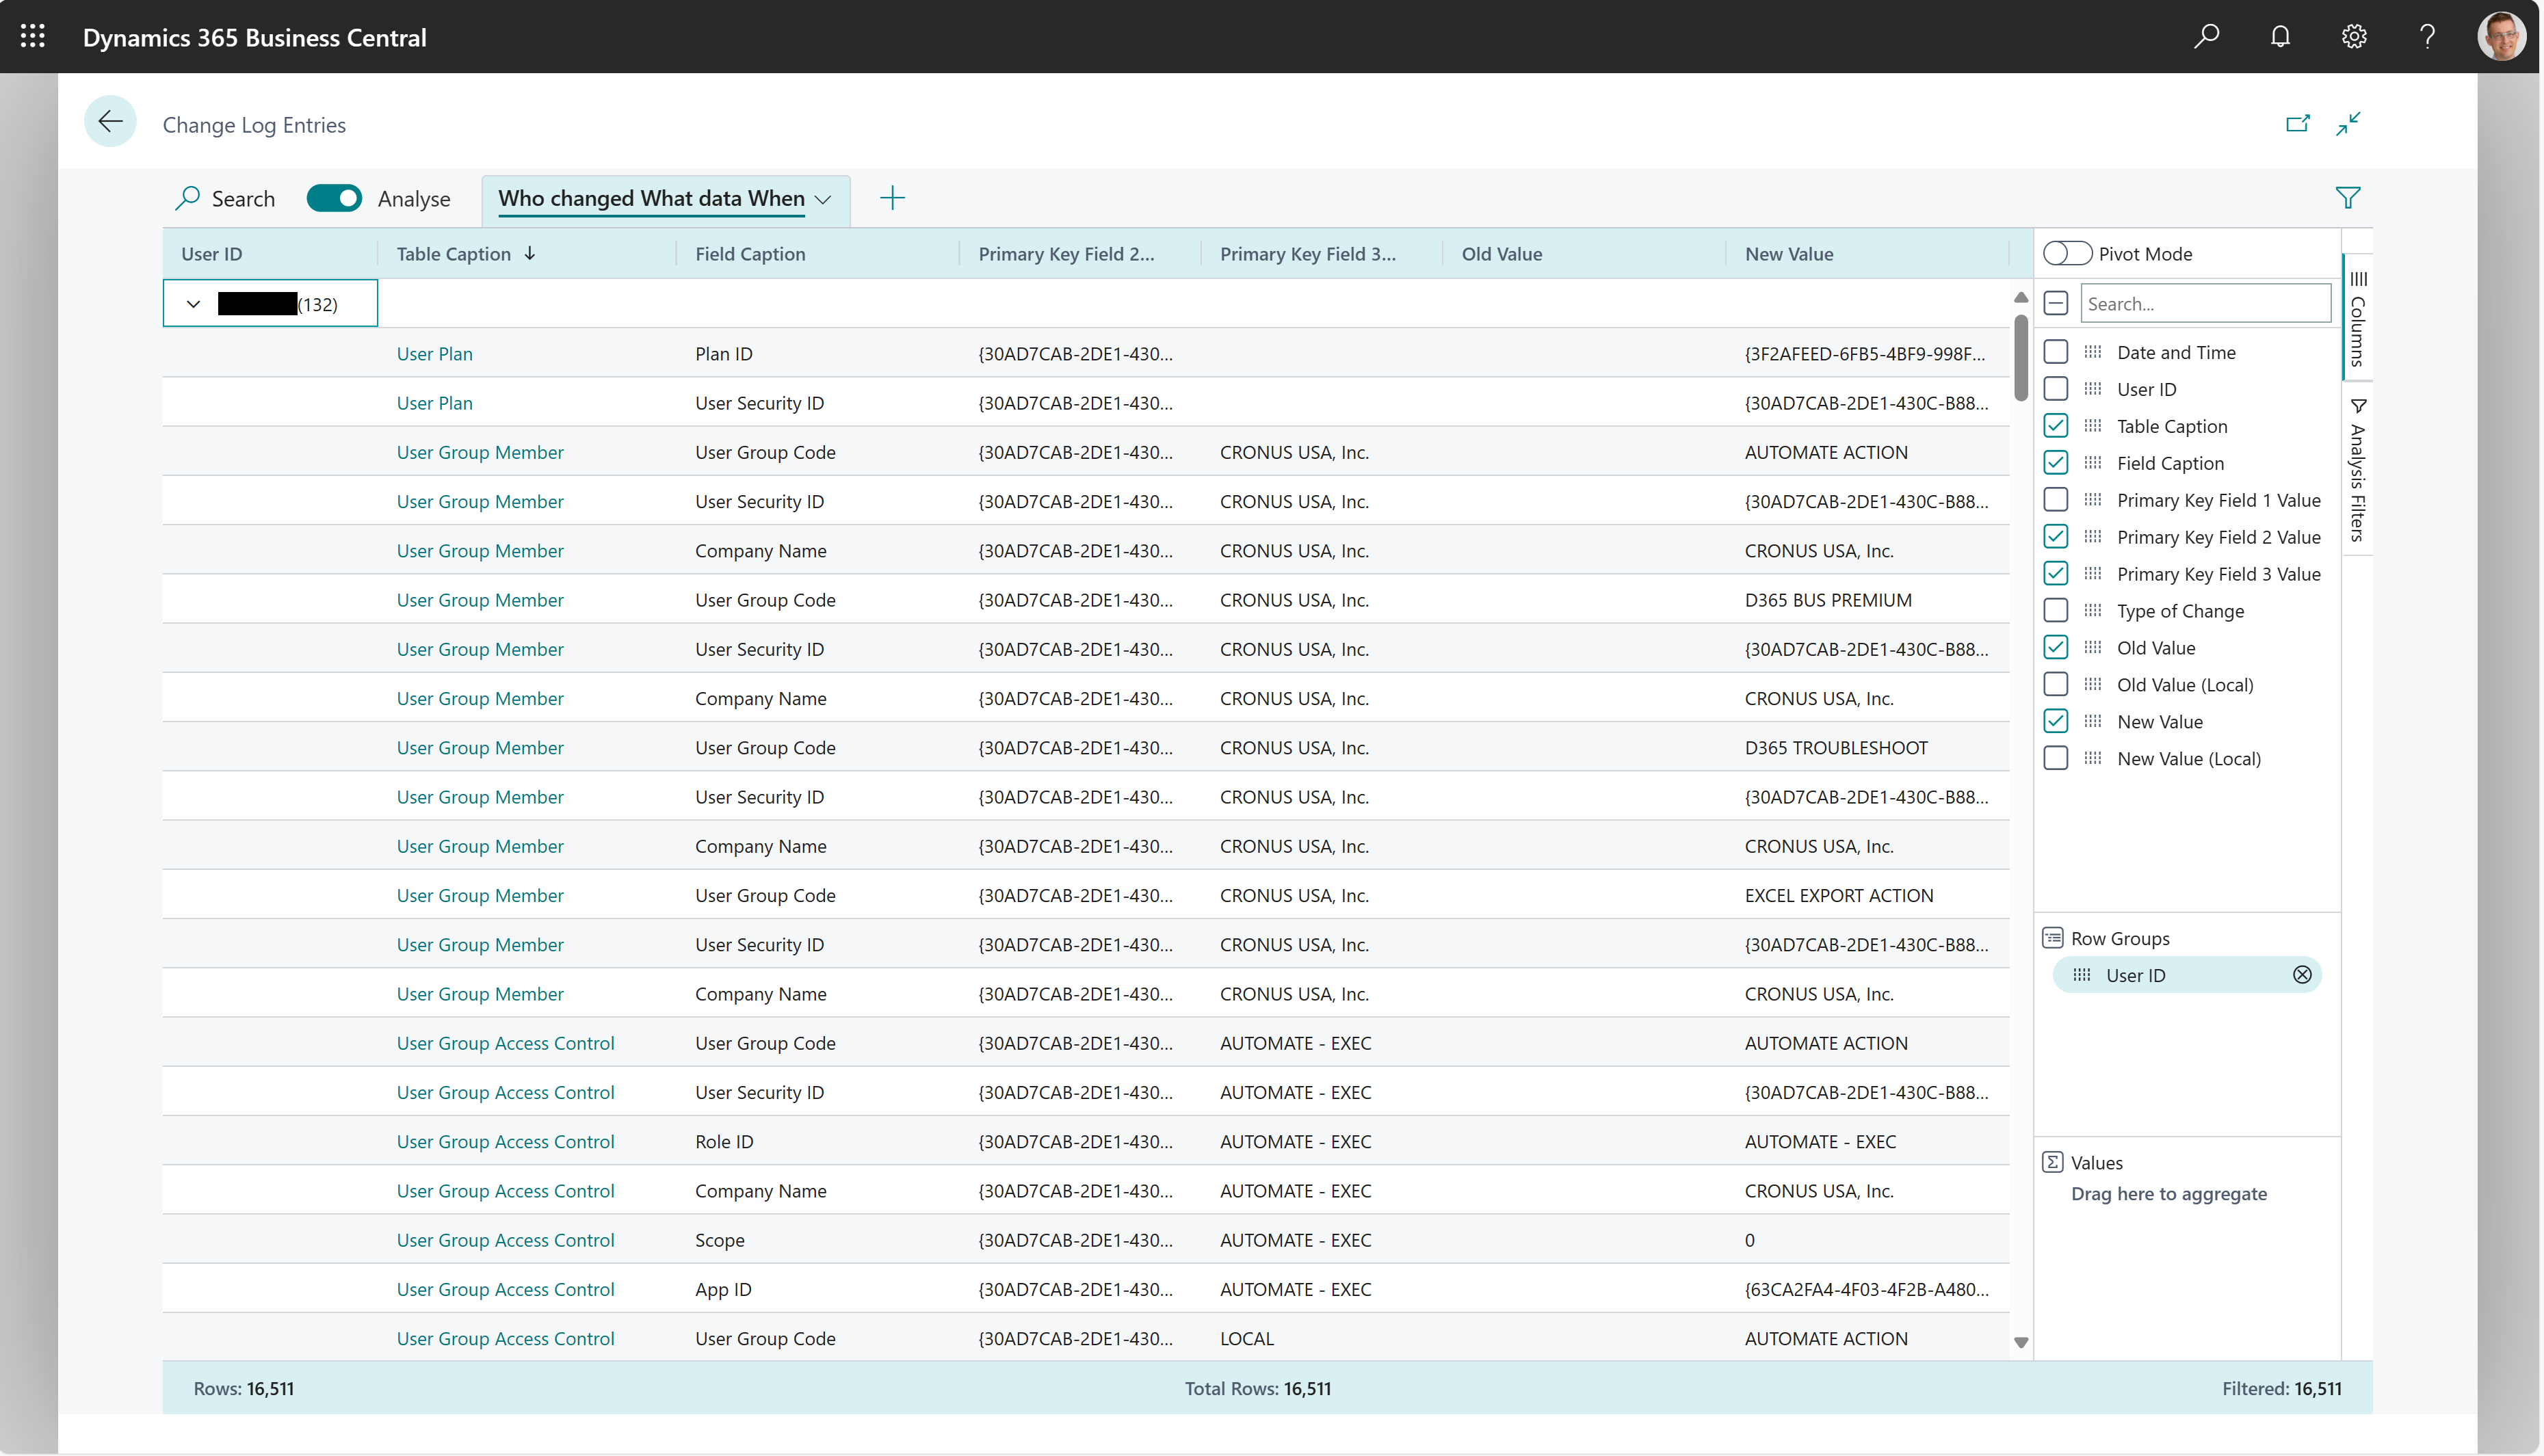 Dynamics 365 Business Central
Change Log Entries
Search Analyse Who changed What data When
User ID Table Caption Field Caption Primary Key Field 2... Primary Key Field 3... Old Value New Value
(132)
User Plan Plan ID {30AD7CAB-2DE1-430... {3F2AFEED-6FB5-4BF9-998F...
User Plan User Security ID {30AD7CAB-2DE1-430... {30AD7CAB-2DE1-430C-B88...
User Group Member User Group Code {30AD7CAB-2DE1-430... CRONUS USA, Inc. AUTOMATE ACTION
User Group Member User Security ID {30AD7CAB-2DE1-430... CRONUS USA, Inc. {30AD7CAB-2DE1-430C-B88...
User Group Member Company Name {30AD7CAB-2DE1-430... CRONUS USA, Inc. CRONUS USA, Inc.
User Group Member User Group Code {30AD7CAB-2DE1-430... CRONUS USA, Inc. D365 BUS PREMIUM
User Group Member User Security ID {30AD7CAB-2DE1-430... CRONUS USA, Inc. {30AD7CAB-2DE1-430C-B88...
User Group Member Company Name {30AD7CAB-2DE1-430... CRONUS USA, Inc. CRONUS USA, Inc.
User Group Member User Group Code {30AD7CAB-2DE1-430... CRONUS USA, Inc. D365 TROUBLESHOOT
User Group Member User Security ID {30AD7CAB-2DE1-430... CRONUS USA, Inc. {30AD7CAB-2DE1-430C-B88...
User Group Member Company Name {30AD7CAB-2DE1-430... CRONUS USA, Inc. CRONUS USA, Inc.
User Group Member User Group Code {30AD7CAB-2DE1-430... CRONUS USA, Inc. EXCEL EXPORT ACTION
User Group Member User Security ID {30AD7CAB-2DE1-430... CRONUS USA, Inc. {30AD7CAB-2DE1-430C-B88...
User Group Member Company Name {30AD7CAB-2DE1-430... CRONUS USA, Inc. CRONUS USA, Inc.
User Group Access Control User Group Code {30AD7CAB-2DE1-430... AUTOMATE - EXEC AUTOMATE ACTION
User Group Access Control User Security ID {30AD7CAB-2DE1-430... AUTOMATE - EXEC {30AD7CAB-2DE1-430C-B88...
User Group Access Control Role ID {30AD7CAB-2DE1-430... AUTOMATE - EXEC AUTOMATE - EXEC
User Group Access Control Company Name {30AD7CAB-2DE1-430... AUTOMATE - EXEC CRONUS USA, Inc.
User Group Access Control Scope {30AD7CAB-2DE1-430... AUTOMATE - EXEC 0
User Group Access Control App ID {30AD7CAB-2DE1-430... AUTOMATE - EXEC {63CA2FA4-4F03-4F2B-A480...
User Group Access Control User Group Code {30AD7CAB-2DE1-430... LOCAL AUTOMATE ACTION
Rows: 16,511 Total Rows: 16,511 Filtered: 16,511
Pivot Mode
Search...
Date and Time
User ID
Table Caption
Field Caption
Primary Key Field 1 Value
Primary Key Field 2 Value
Primary Key Field 3 Value
Type of Change
Old Value
Old Value (Local)
New Value
New Value (Local)
Row Groups
User ID
Values
Drag here to aggregate
Columns
Analysis Filters